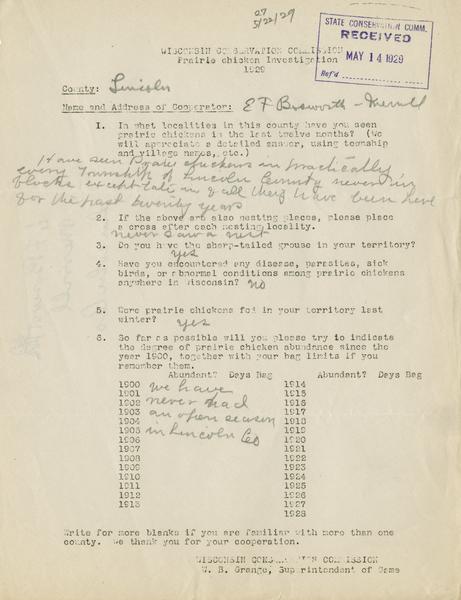 27
5/22/29
STATE CONSERVATION COMM.
RECEIVED
MAY 14 1929
Ref'd
WISCONSIN CONSERVATION COMMISSION
Prairie chicken Investigation
1929
County: Lincoln
Name and Address of Cooperator: E F Bosworth - Merrill
1. In what localities in this county have you seen
prairie chickens in the last twelve months? (We
will appreciate a detailed answer, using township
and village names, etc.)
Have seen Prairie chickens in practically
every Township of Lincoln County never in
flocks except late in fall they have been here
for the past twenty years
2. If the above are also nesting places, please place
a cross after each nesting locality.
never saw a nest
3. Do you have the sharp-tailed grouse in your territory?
yes
4. Have you encountered any disease, parasites, sick
birds, or abnormal conditions among prairie chickens
anywhere in Wisconsin? no
5. Were prairie chickens fed in your territory last
winter? yes
6. So far as possible will you please try to indicate
the degree of prairie chicken abundance since the
year 1900, together with your bag limits if you
remember them.
Abundant? Days Bag Abundant? Days Bag
1900 we have 1914
1901 1915
1902 never had 1916
1903 an open season 1917
1904 1918
1905 in Lincoln Co 1919
1906 1920
1907 1921
1908 1922
1909 1923
1910 1924
1911 1925
1912 1926
1913 1927
1928
Write for more blanks if you are familiar with more than one
county. We thank you for your cooperation.
WISCONSIN CONSERVATION COMMISSION
W. B. Grange, Superintendent of Game